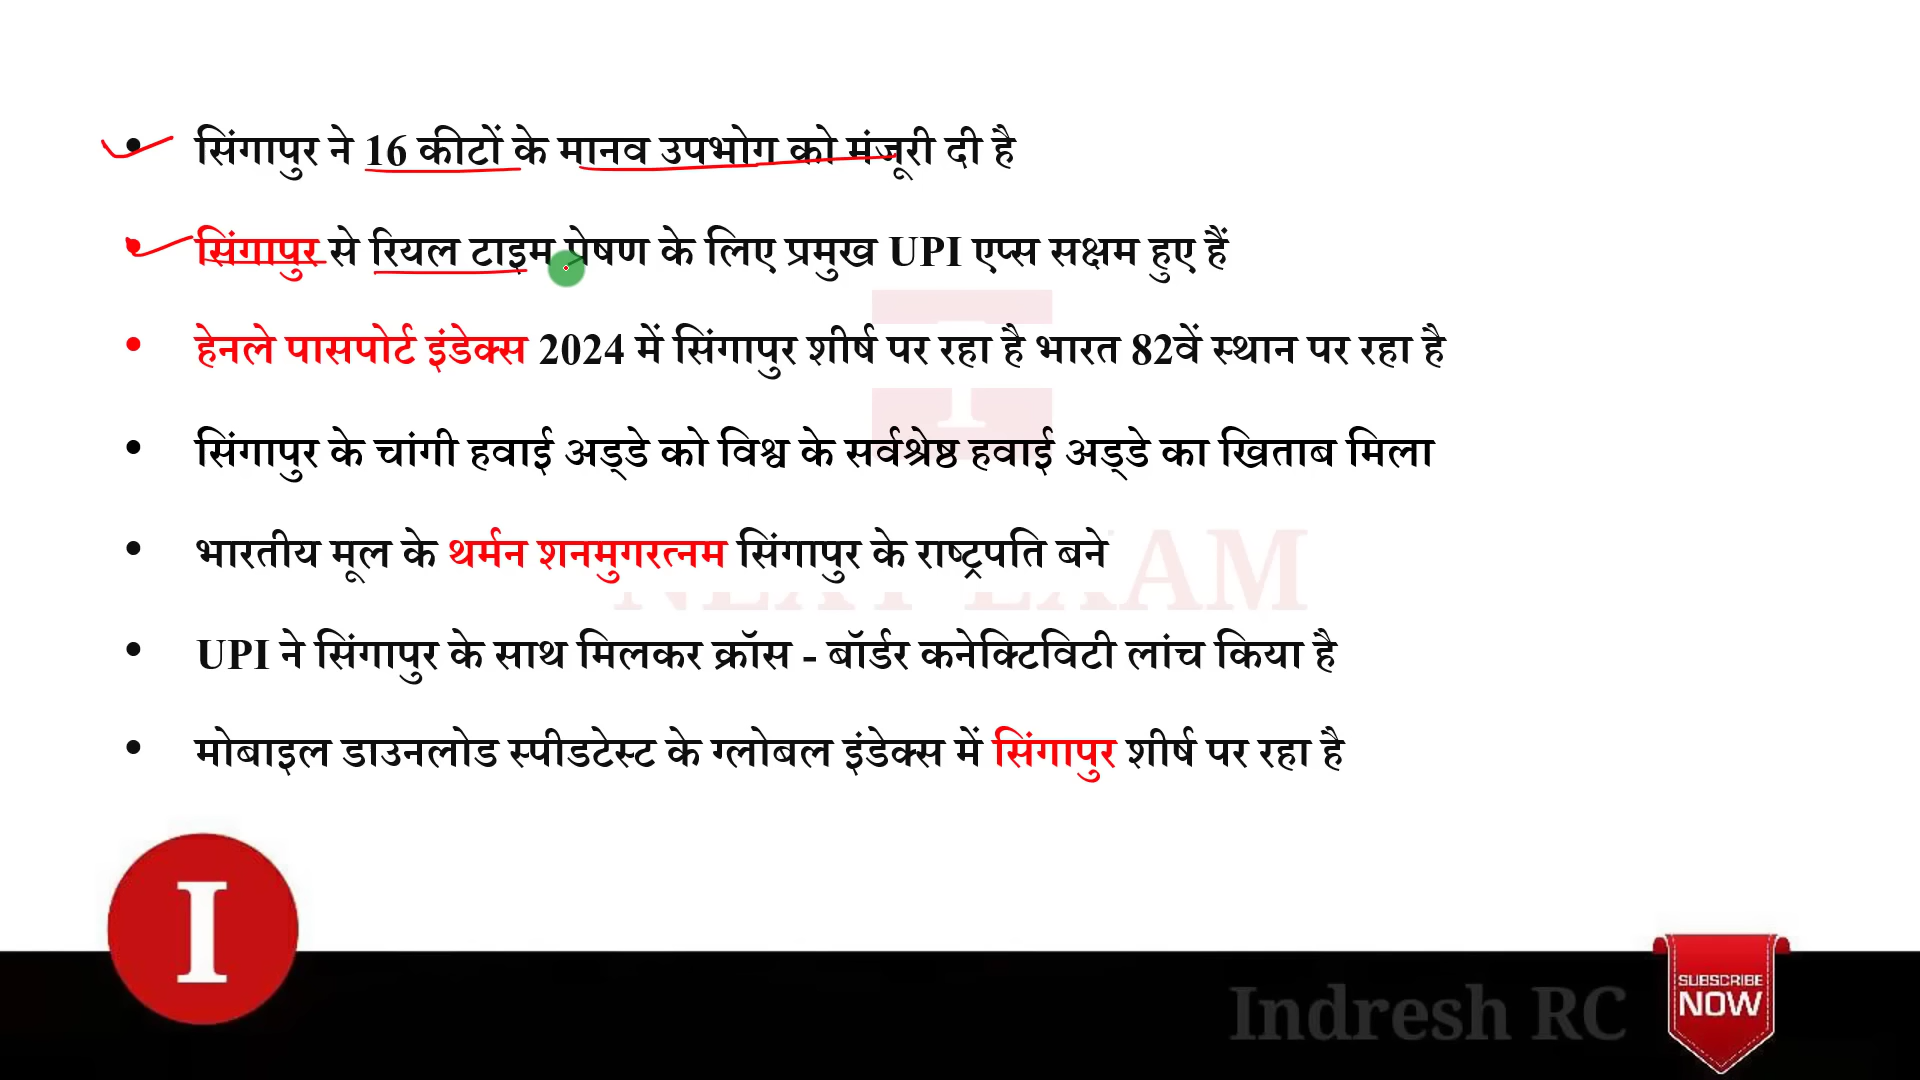 • सिंगापुर ने 16 कीटों के मानव उपभोग को मंजूरी दी है
• सिंगापुर से रियल टाइम प्रेषण के लिए प्रमुख UPI एप्स सक्षम हुए हैं
• हेनले पासपोर्ट इंडेक्स 2024 में सिंगापुर शीर्ष पर रहा है भारत 82वें स्थान पर रहा है
• सिंगापुर के चांगी हवाई अड्डे को विश्व के सर्वश्रेष्ठ हवाई अड्डे का खिताब मिला
• भारतीय मूल के थर्मन शनमुगरत्नम सिंगापुर के राष्ट्रपति बने
NEXT EXAM
• UPI ने सिंगापुर के साथ मिलकर क्रॉस - बॉर्डर कनेक्टिविटी लांच किया है
• मोबाइल डाउनलोड स्पीडटेस्ट के ग्लोबल इंडेक्स में सिंगापुर शीर्ष पर रहा है
I
Indresh RC
SUBSCRIBE
NOW